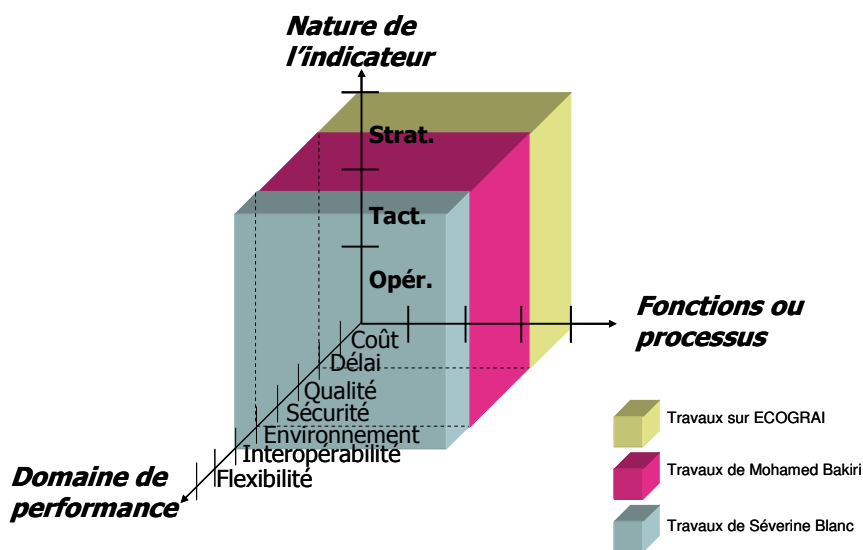 Nature de
l'indicateur
Strat.
Tact.
Opér.
Fonctions ou
processus
Coût
Délai
Qualité
Sécurité
Environnement
Interopérabilité
Flexibilité
Domaine de
performance
Travaux sur ECOGRAI
Travaux de Mohamed Bakiri
Travaux de Séverine Blanc